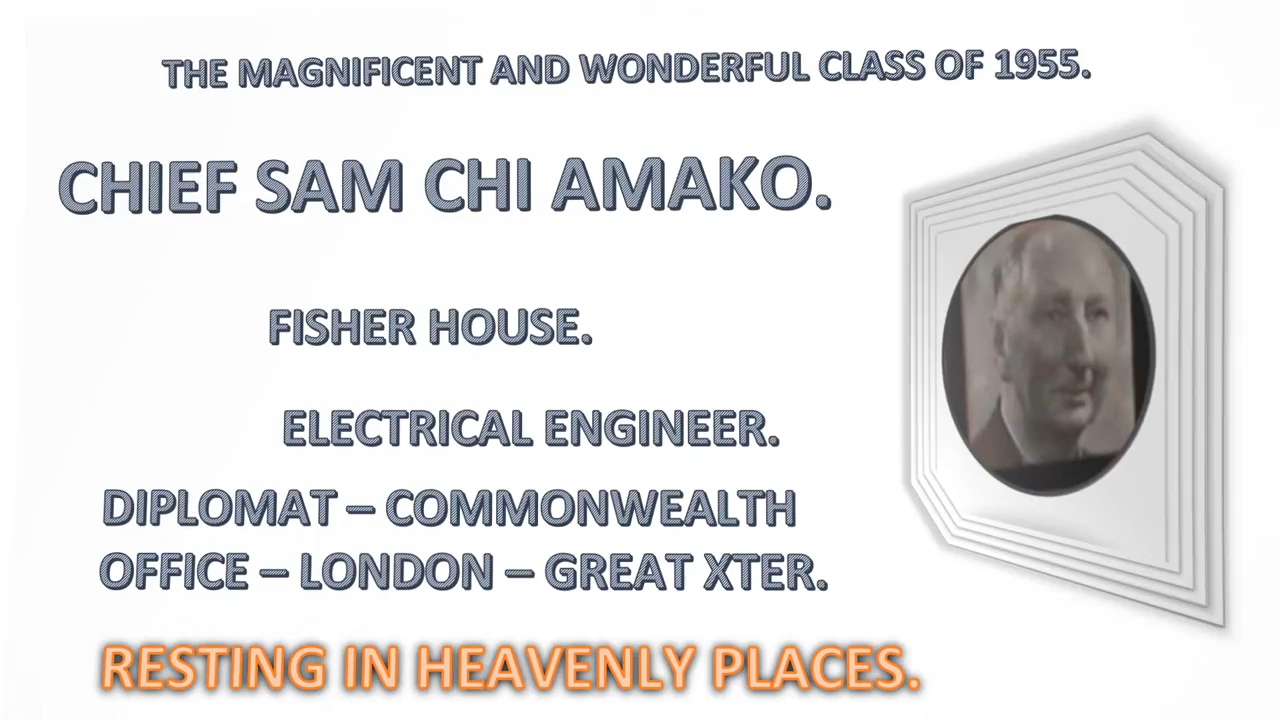 THE MAGNIFICENT AND WONDERFUL CLASS OF 1955.
CHIEF SAM CHI AMAKO.
FISHER HOUSE.
ELECTRICAL ENGINEER.
DIPLOMAT – COMMONWEALTH
OFFICE – LONDON – GREAT XTER.
RESTING IN HEAVENLY PLACES.